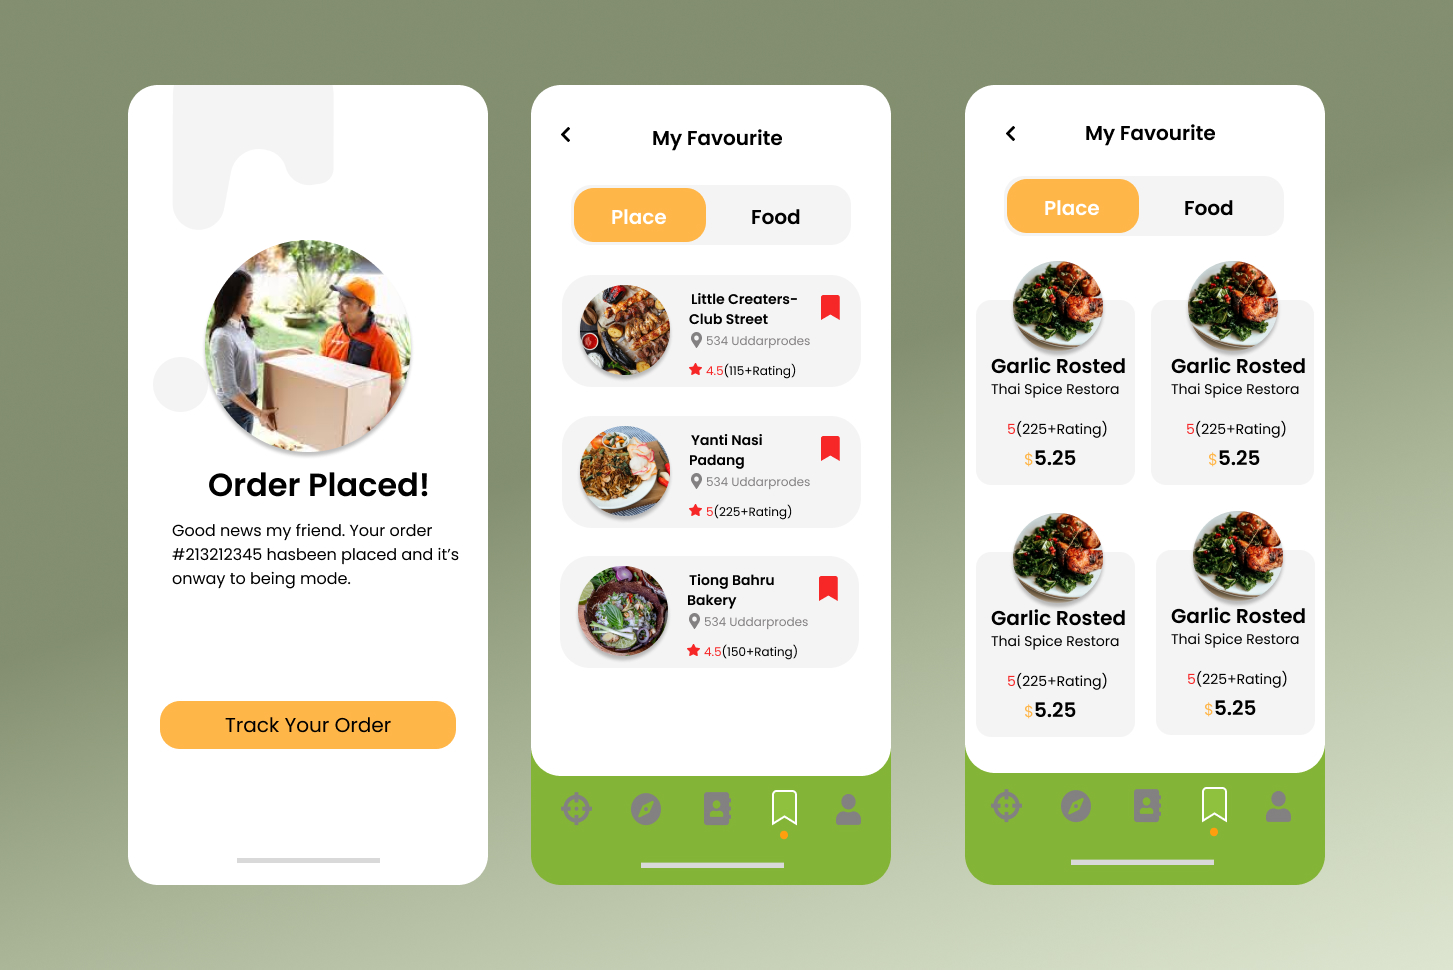 Order Placed!
Good news my friend. Your order
#213212345 hasbeen placed and it’s
onway to being mode.
Track Your Order
My Favourite
Place Food
Little Creaters-
Club Street
534 Uddarprodes
4.5(115+Rating)
Yanti Nasi
Padang
534 Uddarprodes
5(225+Rating)
Tiong Bahru
Bakery
534 Uddarprodes
4.5(150+Rating)
My Favourite
Place Food
Garlic Rosted
Thai Spice Restora
5(225+Rating)
$5.25
Garlic Rosted
Thai Spice Restora
5(225+Rating)
$5.25
Garlic Rosted
Thai Spice Restora
5(225+Rating)
$5.25
Garlic Rosted
Thai Spice Restora
5(225+Rating)
$5.25